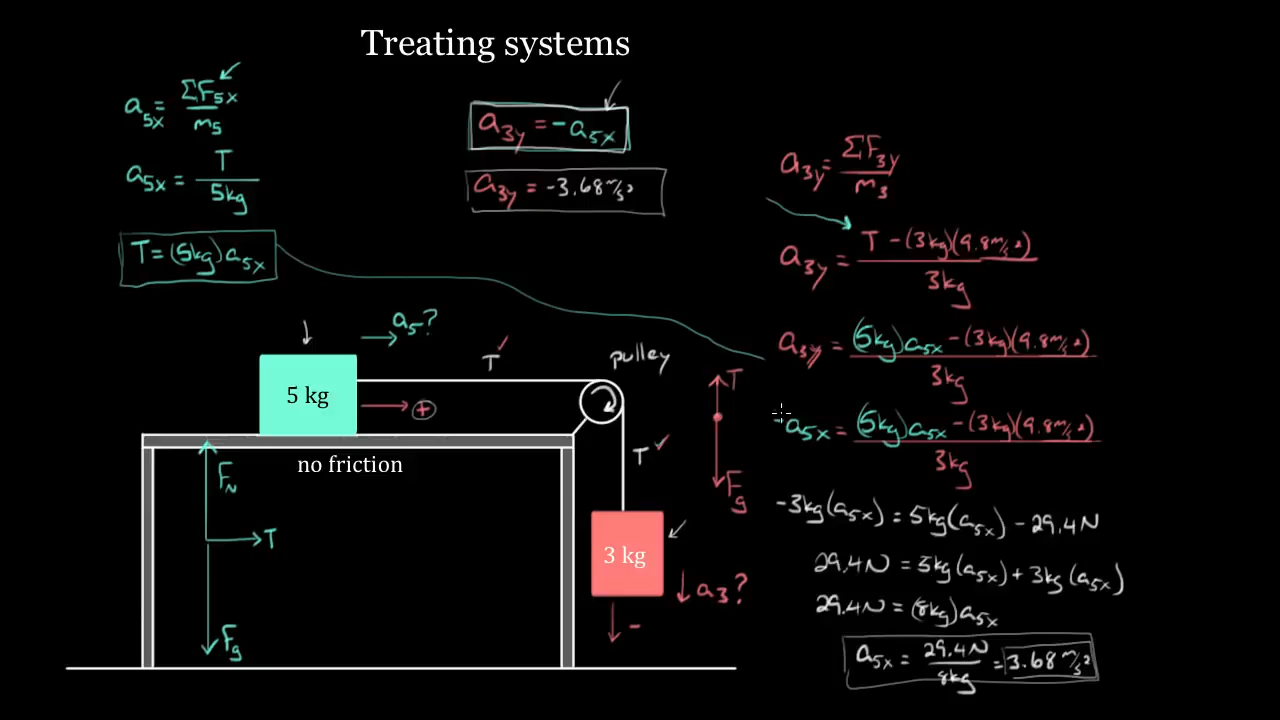 Treating systems
a5x = ΣF5x / m5
a5x = T / 5kg
T = (5kg) a5x
a3y = -a5x
a3y = -3.68 m/s²
a3y = ΣF3y / m3
a3y = T - (3kg)(9.8 m/s²) / 3kg
a3y = (5kg) a5x - (3kg)(9.8 m/s²) / 3kg
-a5x = (5kg) a5x - (3kg)(9.8 m/s²) / 3kg
-3kg (a5x) = 5kg (a5x) - 29.4N
29.4N = 5kg (a5x) + 3kg (a5x)
29.4N = (8kg) a5x
a5x = 29.4N / 8kg = 3.68 m/s²
a5?
T ✓
pulley
5 kg
+
T ✓
no friction
FN
T
Fg
T
Fg
3 kg
a3?
-